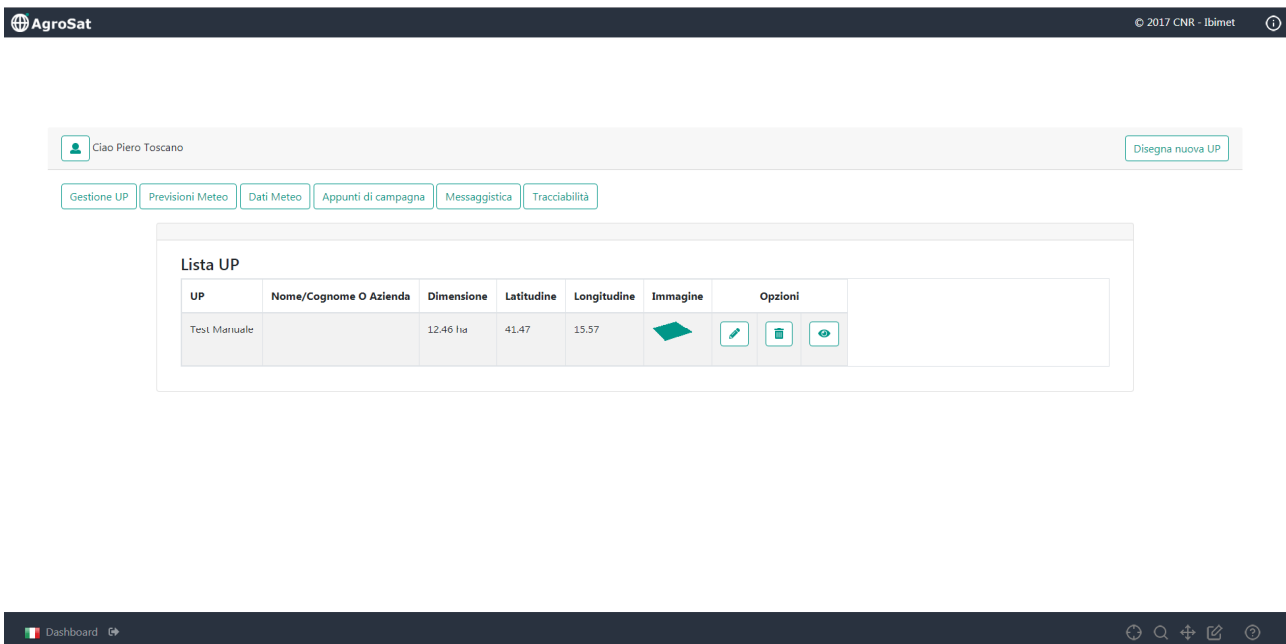 AgroSat © 2017 CNR - Ibimet
Ciao Piero Toscano Disegna nuova UP
Gestione UP Previsioni Meteo Dati Meteo Appunti di campagna Messaggistica Tracciabilità
Lista UP
UP Nome/Cognome O Azienda Dimensione Latitudine Longitudine Immagine Opzioni
Test Manuale 12.46 ha 41.47 15.57
Dashboard